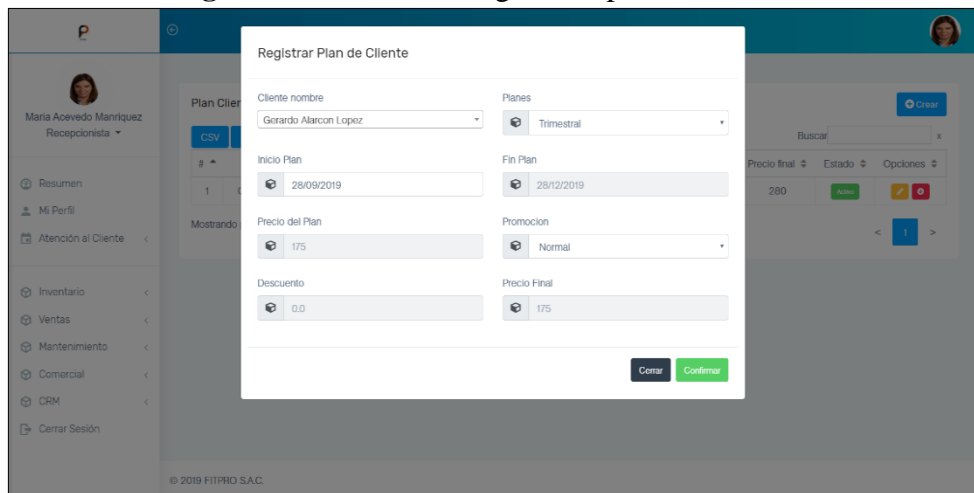 Registrar Plan de Cliente
Cliente nombre
Gerardo Alarcon Lopez
Planes
Trimestral
Inicio Plan
28/09/2019
Fin Plan
28/12/2019
Precio del Plan
175
Promocion
Normal
Descuento
0.0
Precio Final
175
Cerrar
Confirmar
Maria Acevedo Manriquez
Recepcionista
Resumen
Mi Perfil
Atención al Cliente
Inventario
Ventas
Mantenimiento
Comercial
CRM
Cerrar Sesión
Plan Clien
Crear
CSV
Buscar
x
# Precio final Estado Opciones
1 280 Activo
Mostrando
< 1 >
© 2019 FITPRO S.A.C.